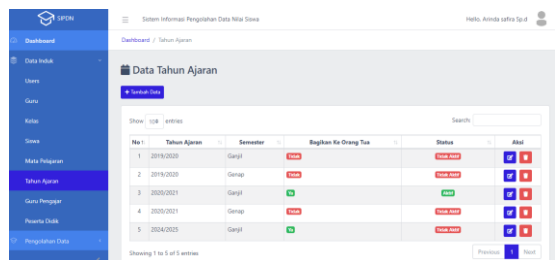 SIPDN
Sistem Informasi Pengolahan Data Nilai Siswa
Hello, Arinda safira Sp.d
Dashboard
Data Induk
Users
Guru
Kelas
Siswa
Mata Pelajaran
Tahun Ajaran
Guru Pengajar
Peserta Didik
Pengolahan Data
Dashboard / Tahun Ajaran
Data Tahun Ajaran
+ Tambah Data
Show 10 entries
Search:
No Tahun Ajaran Semester Bagikan Ke Orang Tua Status Aksi
1 2019/2020 Ganjil Tidak Tidak Aktif
2 2019/2020 Genap Tidak Tidak Aktif
3 2020/2021 Ganjil Ya Aktif
4 2020/2021 Genap Tidak Tidak Aktif
5 2024/2025 Ganjil Ya Tidak Aktif
Showing 1 to 5 of 5 entries
Previous 1 Next